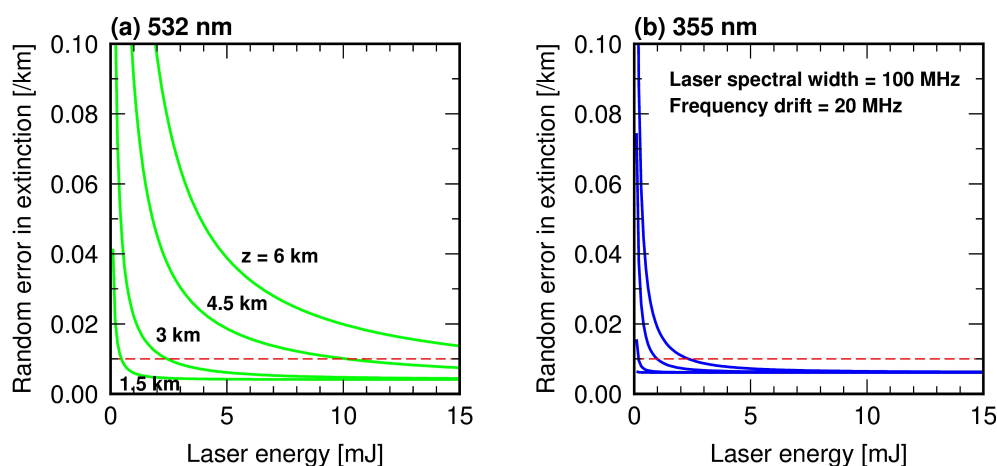 (a) 532 nm
Random error in extinction [/km]
0.10
0.08
0.06
0.04
0.02
0.00
z = 6 km
4.5 km
3 km
1.5 km
0 5 10 15
Laser energy [mJ]
(b) 355 nm
Random error in extinction [/km]
0.10
0.08
0.06
0.04
0.02
0.00
Laser spectral width = 100 MHz
Frequency drift = 20 MHz
0 5 10 15
Laser energy [mJ]